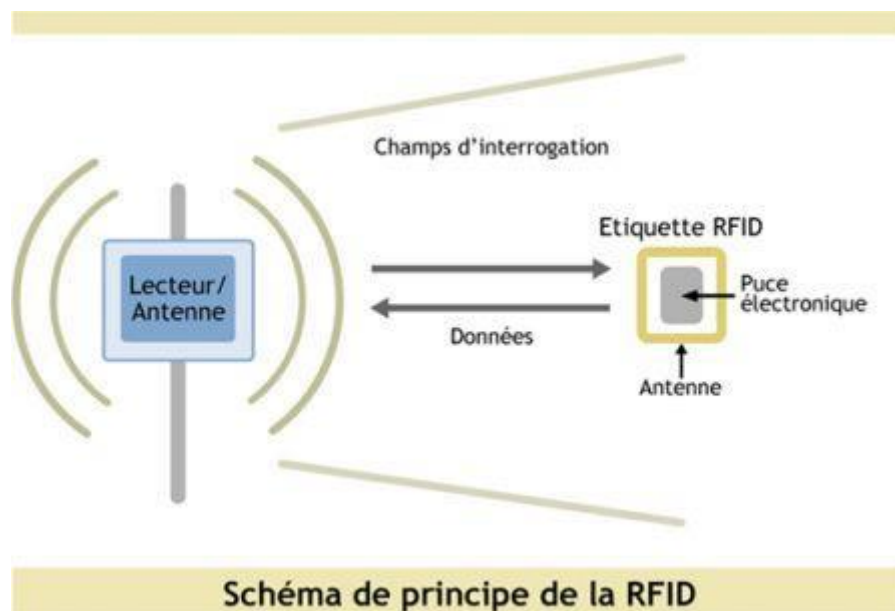 Champs d'interrogation
Etiquette RFID
Lecteur/
Antenne
Puce
électronique
Données
Antenne
Schéma de principe de la RFID